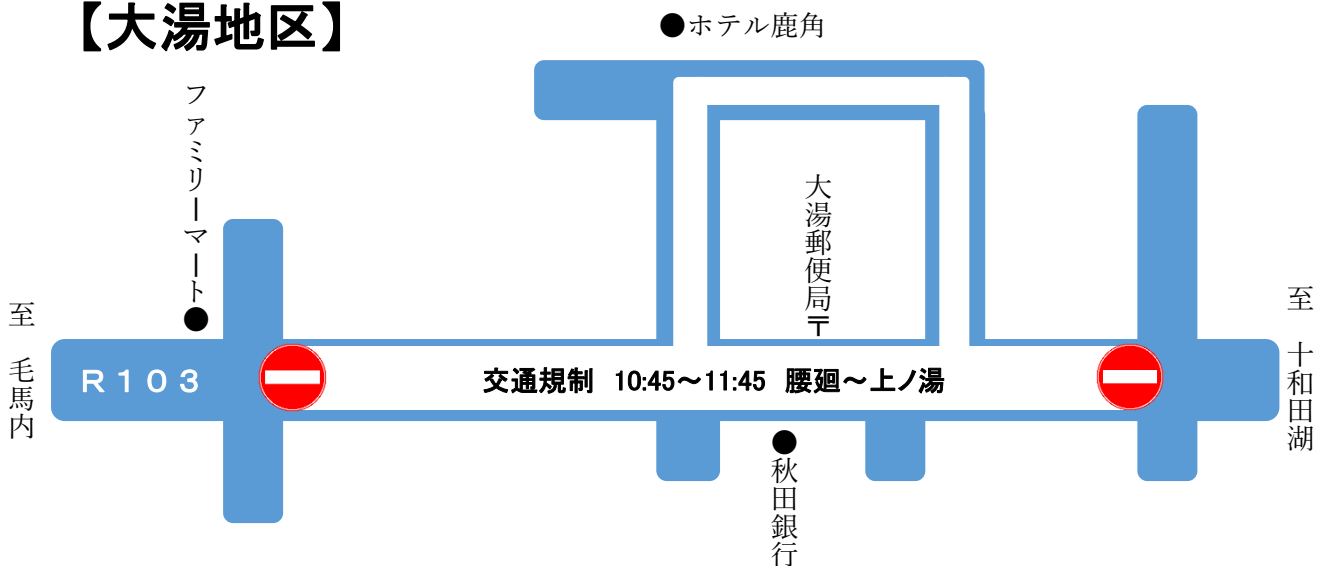 【大湯地区】
●ホテル鹿角
ファミリーマート●
大湯郵便局〒
至 毛馬内
R103
交通規制 10:45～11:45 腰廻～上ノ湯
至 十和田湖
●秋田銀行